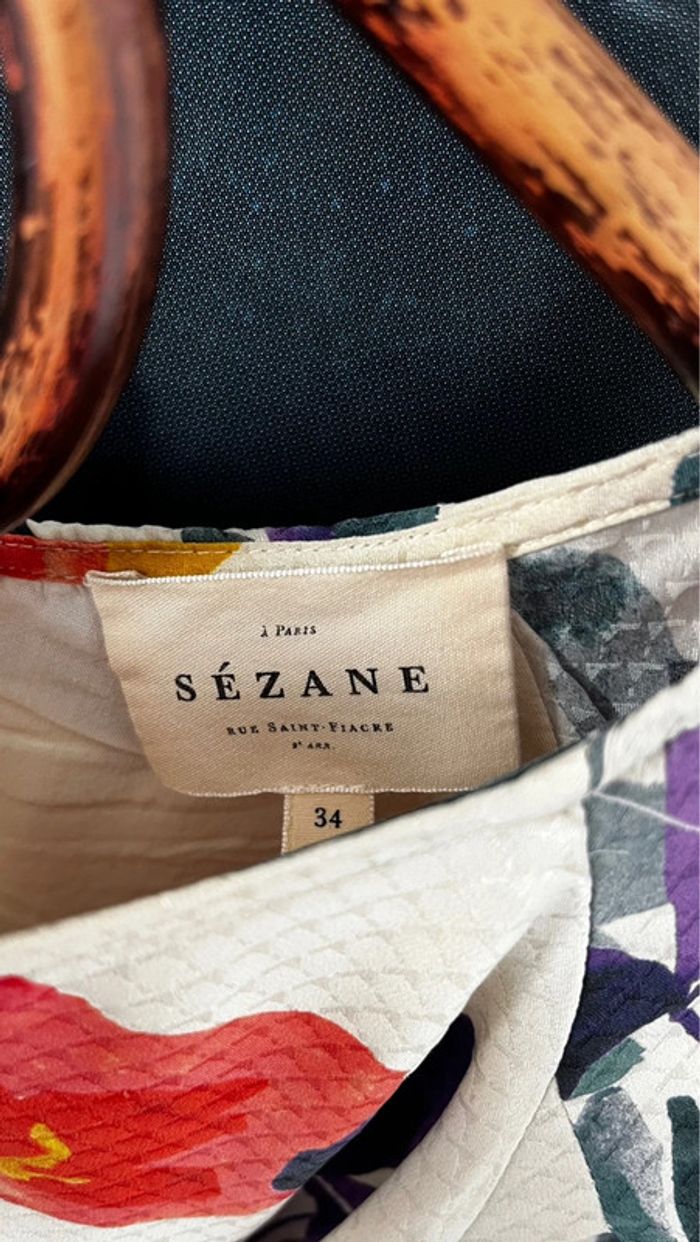 à PARIS
SÉZANE
RUE SAINT-FIACRE
2ᵉ ARR.
34